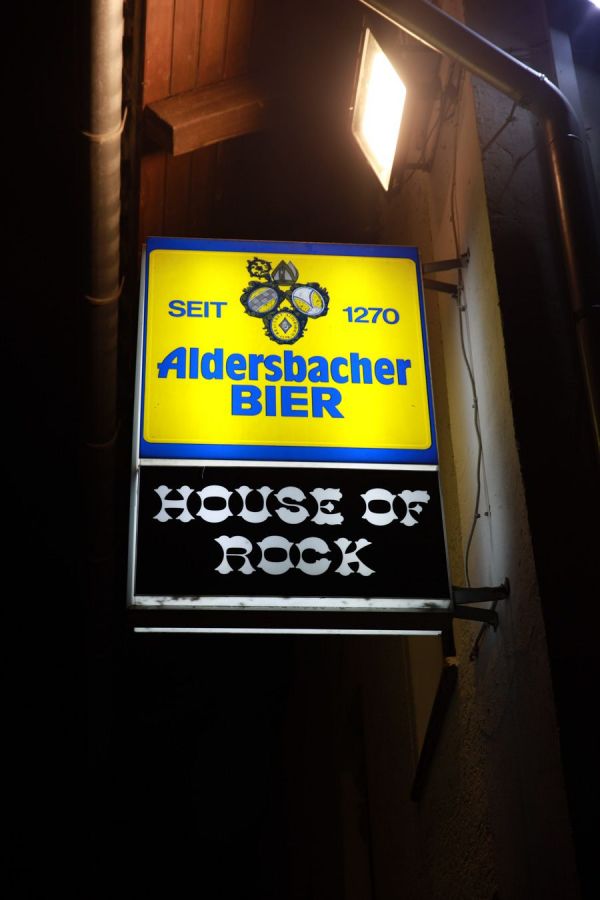 SEIT 1270
Aldersbacher
BIER
HOUSE OF
ROCK